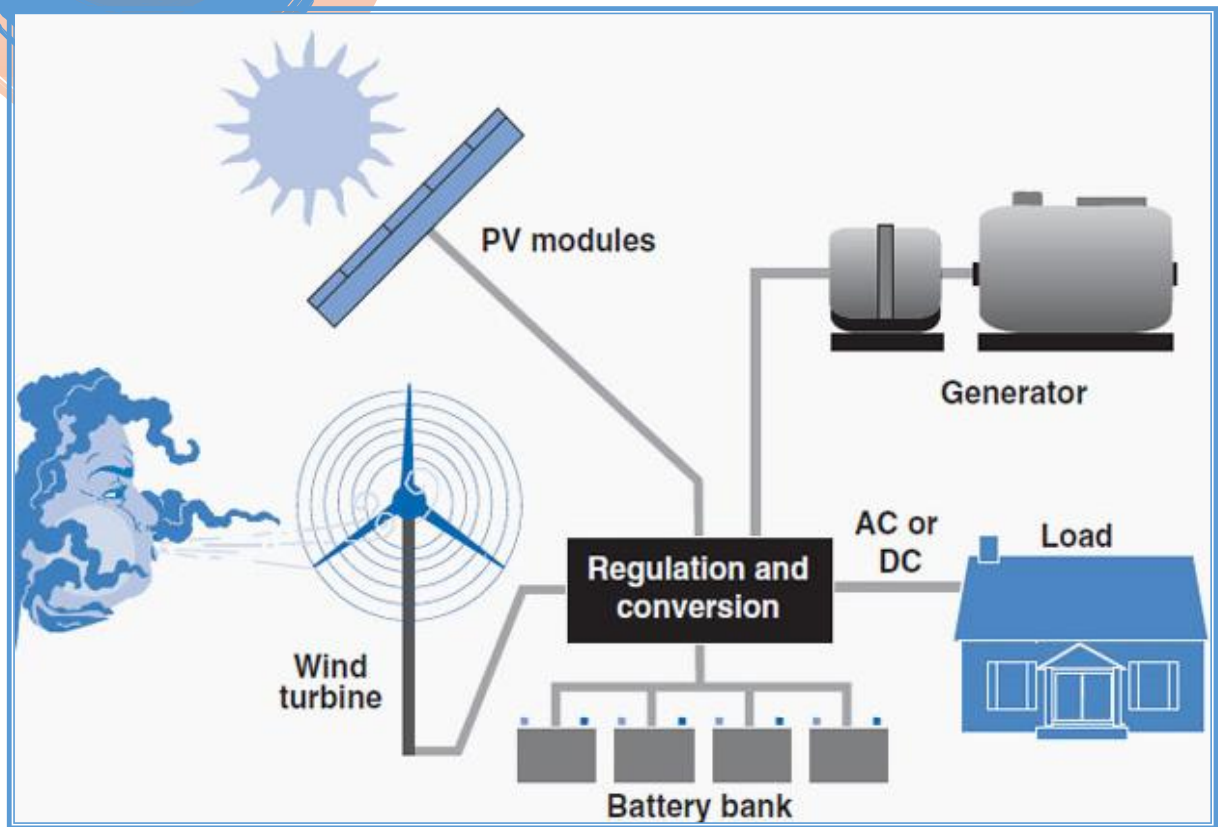 PV modules
Generator
AC or
DC
Load
Regulation and
conversion
Wind
turbine
Battery bank